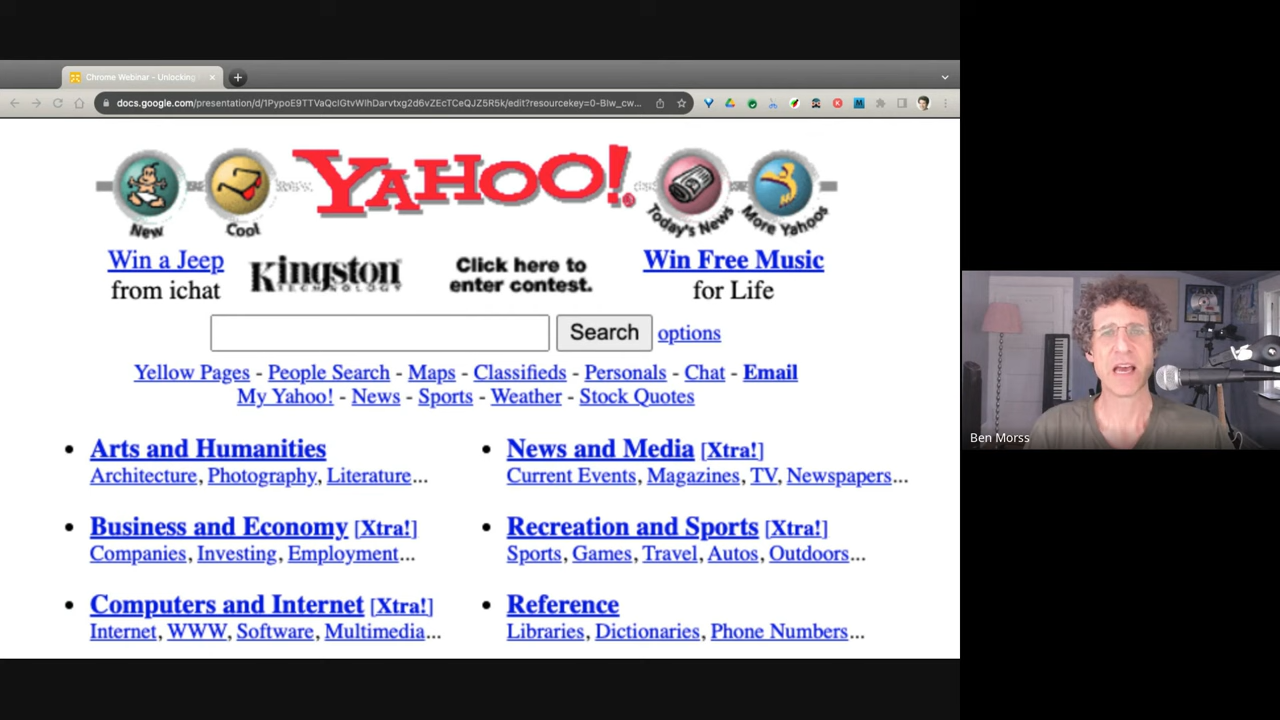 Chrome Webinar - Unlocking
docs.google.com/presentation/d/1PypoE9TTVaQcIGtvWlhDarvtxg2d6vZEcTCeQJZ5R5k/edit?resourcekey=0-Blw_cw...
New
Cool
YAHOO!
Today's News
More Yahoos
Win a Jeep
from ichat
Kingston
TECHNOLOGY
Click here to
enter contest.
Win Free Music
for Life
Search options
Yellow Pages - People Search - Maps - Classifieds - Personals - Chat - Email
My Yahoo! - News - Sports - Weather - Stock Quotes
• Arts and Humanities
Architecture, Photography, Literature...
• News and Media [Xtra!]
Current Events, Magazines, TV, Newspapers...
• Business and Economy [Xtra!]
Companies, Investing, Employment...
• Recreation and Sports [Xtra!]
Sports, Games, Travel, Autos, Outdoors...
• Computers and Internet [Xtra!]
Internet, WWW, Software, Multimedia...
• Reference
Libraries, Dictionaries, Phone Numbers...
Ben Morss